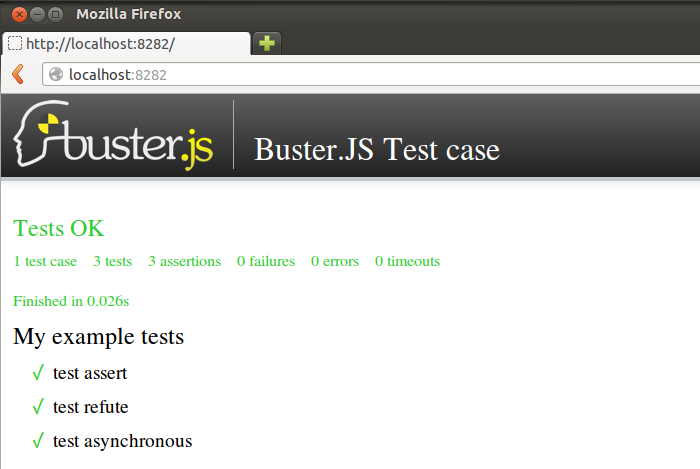 Mozilla Firefox
http://localhost:8282/
localhost:8282
buster.js
Buster.JS Test case
Tests OK
1 test case 3 tests 3 assertions 0 failures 0 errors 0 timeouts
Finished in 0.026s
My example tests
√ test assert
√ test refute
√ test asynchronous